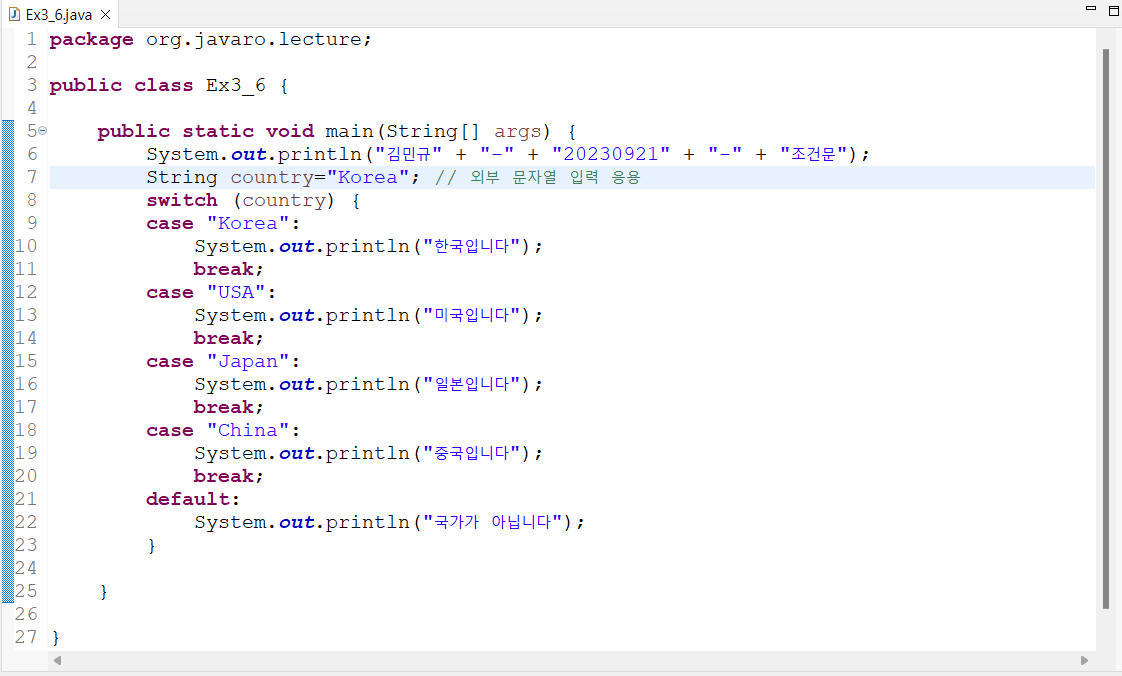 Ex3_6.java
1 package org.javaro.lecture;
2
3 public class Ex3_6 {
4
5     public static void main(String[] args) {
6         System.out.println("김민규" + "-" + "20230921" + "-" + "조건문");
7         String country="Korea"; // 외부 문자열 입력 응용
8         switch (country) {
9         case "Korea":
10             System.out.println("한국입니다");
11             break;
12         case "USA":
13             System.out.println("미국입니다");
14             break;
15         case "Japan":
16             System.out.println("일본입니다");
17             break;
18         case "China":
19             System.out.println("중국입니다");
20             break;
21         default:
22             System.out.println("국가가 아닙니다");
23         }
24
25     }
26
27 }